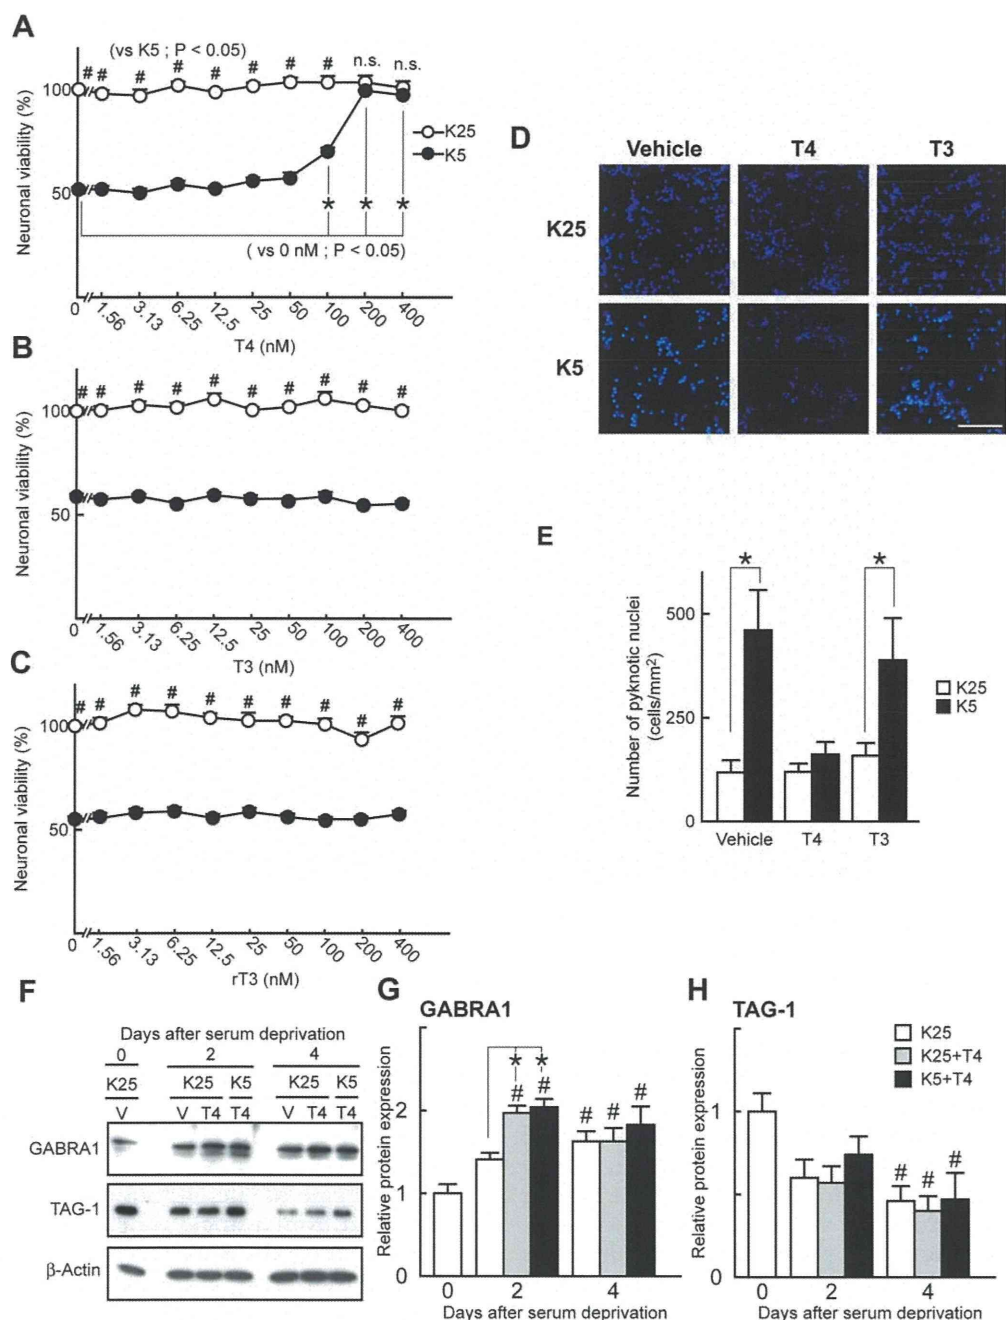 A
(vs K5 ; P < 0.05)
# # # # # # # # n.s. n.s.
100
50
Neuronal viability (%)
K25
K5
* * *
( vs 0 nM ; P < 0.05)
0 1.56 3.13 6.25 12.5 25 50 100 200 400
T4 (nM)
B
# # # # # # # # # #
100
50
Neuronal viability (%)
0 1.56 3.13 6.25 12.5 25 50 100 200 400
T3 (nM)
C
# # # # # # # # # #
100
50
Neuronal viability (%)
0 1.56 3.13 6.25 12.5 25 50 100 200 400
rT3 (nM)
D
Vehicle T4 T3
K25
K5
E
* *
500
250
0
Number of pyknotic nuclei
(cells/mm2)
K25
K5
Vehicle T4 T3
F
Days after serum deprivation
0 2 4
K25 K25 K5 K25 K5
V V T4 T4 V T4 T4
GABRA1
TAG-1
β-Actin
G
GABRA1
* *
# # # # #
2
1
0
Relative protein expression
0 2 4
Days after serum deprivation
H
TAG-1
K25
K25+T4
K5+T4
# # #
1
0
Relative protein expression
0 2 4
Days after serum deprivation